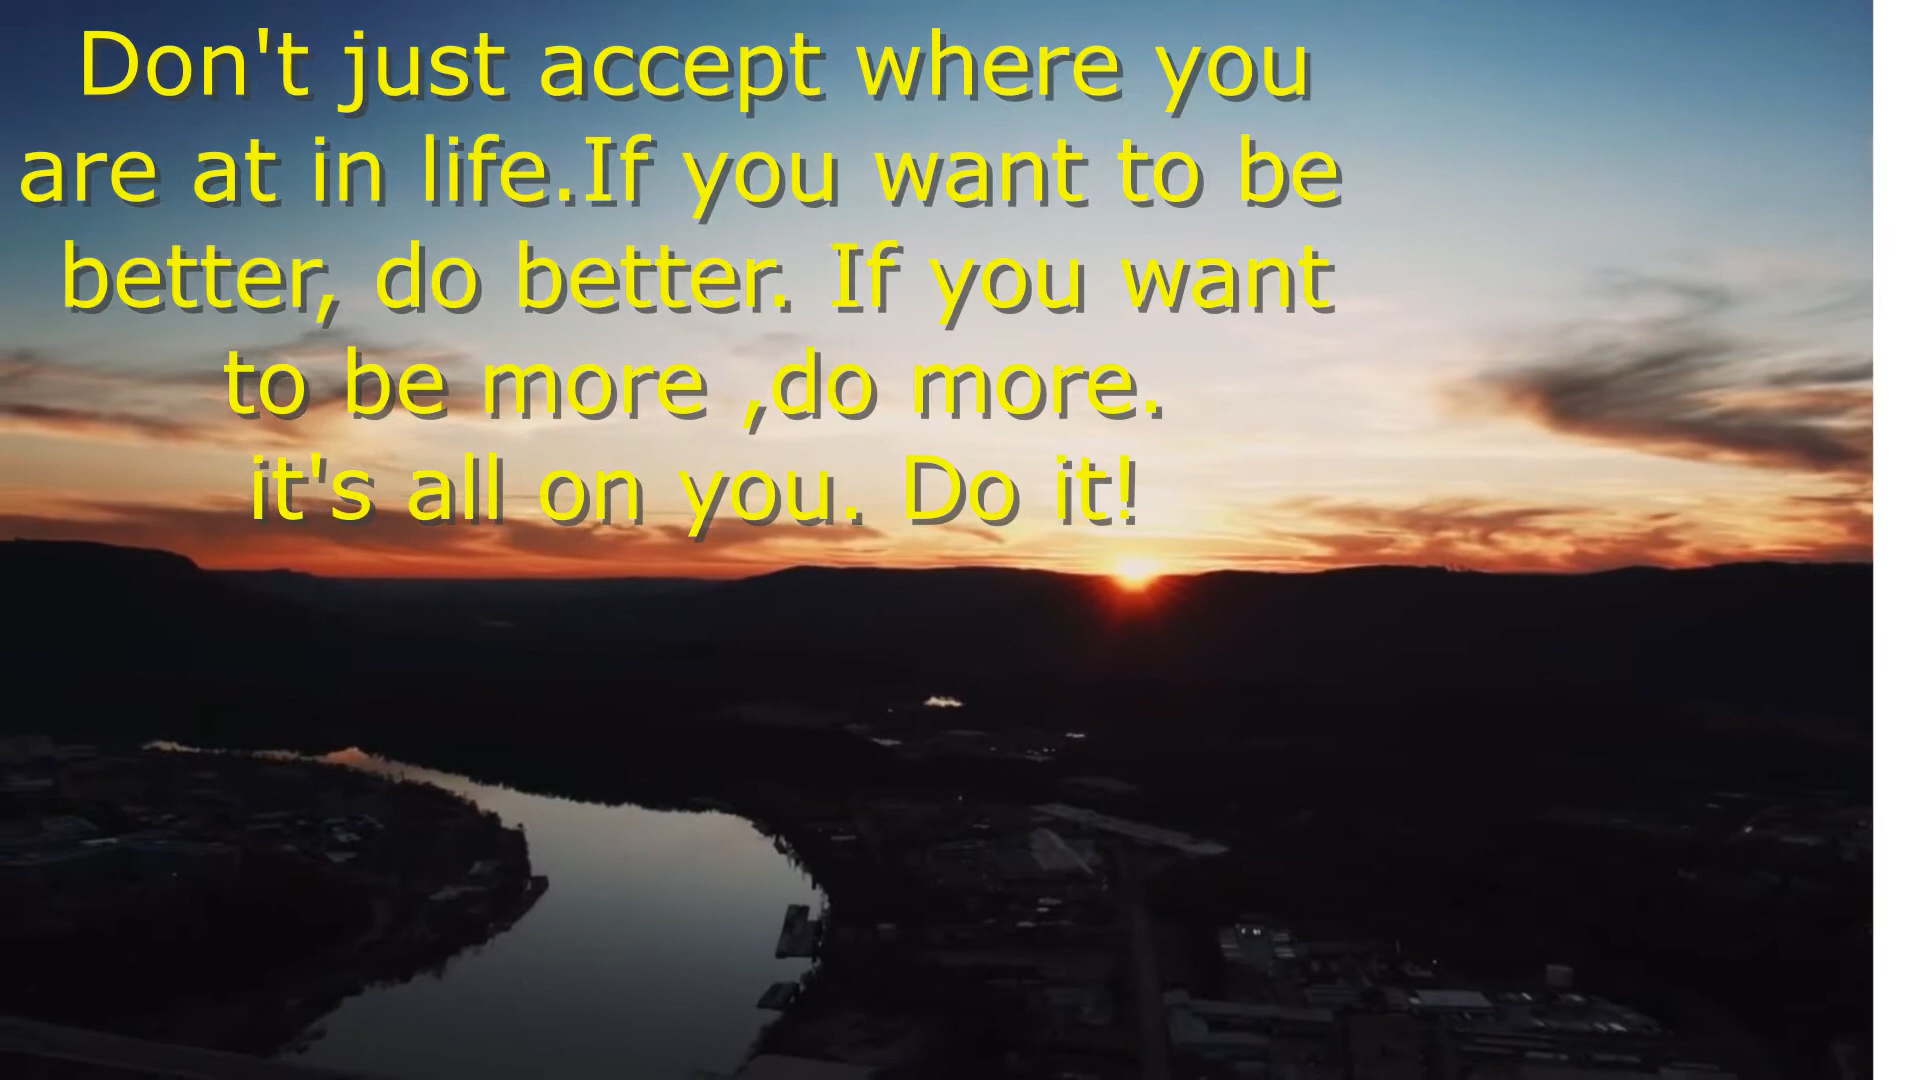 Don't just accept where you
are at in life.If you want to be
better, do better. If you want
to be more ,do more.
it's all on you. Do it!